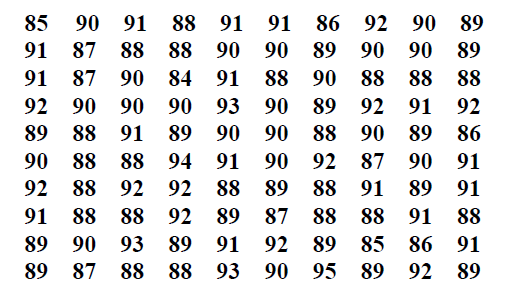 85 90 91 88 91 91 86 92 90 89
91 87 88 88 90 90 89 90 90 89
91 87 90 84 91 88 90 88 88 88
92 90 90 90 93 90 89 92 91 92
89 88 91 89 90 90 88 90 89 86
90 88 88 94 91 90 92 87 90 91
92 88 92 92 88 89 88 91 89 91
91 88 88 92 89 87 88 88 91 88
89 90 93 89 91 92 89 85 86 91
89 87 88 88 93 90 95 89 92 89